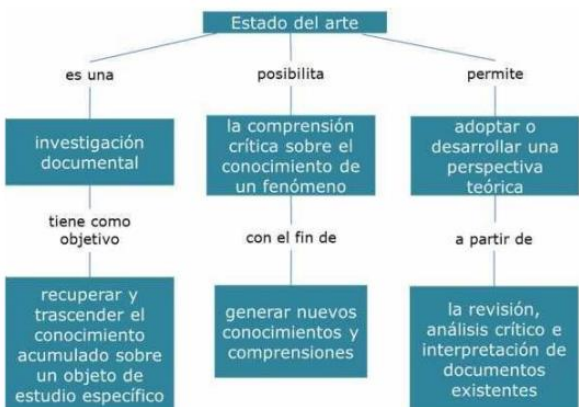 Estado del arte
es una
posibilita
permite
investigación
documental
la comprensión
crítica sobre el
conocimiento de
un fenómeno
adoptar o
desarrollar una
perspectiva
teórica
tiene como
objetivo
con el fin de
a partir de
recuperar y
trascender el
conocimiento
acumulado sobre
un objeto de
estudio específico
generar nuevos
conocimientos y
comprensiones
la revisión,
análisis crítico e
interpretación de
documentos
existentes